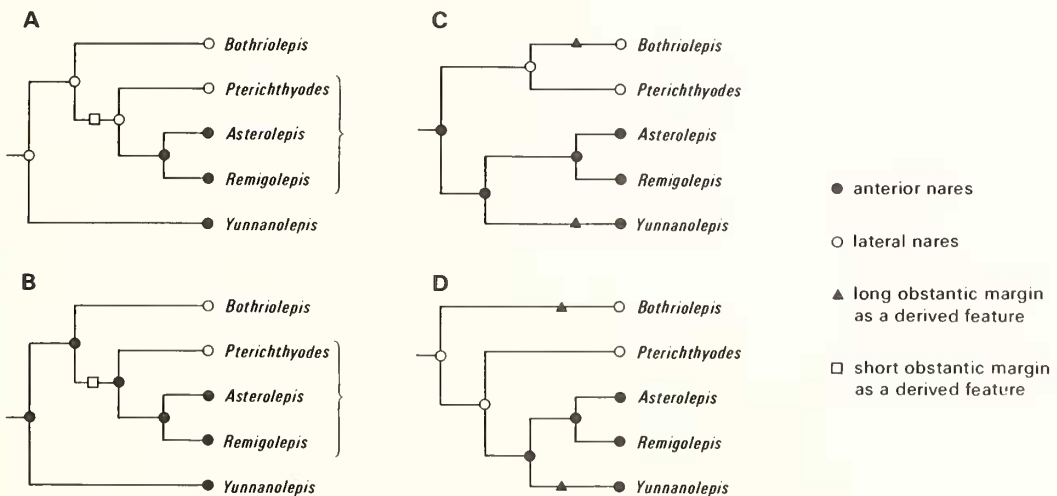 A
Bothriolepis
Pterichthyodes
Asterolepis
Remigolepis
Yunnanolepis
B
Bothriolepis
Pterichthyodes
Asterolepis
Remigolepis
Yunnanolepis
C
Bothriolepis
Pterichthyodes
Asterolepis
Remigolepis
Yunnanolepis
D
Bothriolepis
Pterichthyodes
Asterolepis
Remigolepis
Yunnanolepis
anterior nares
lateral nares
long obstantic margin
as a derived feature
short obstantic margin
as a derived feature